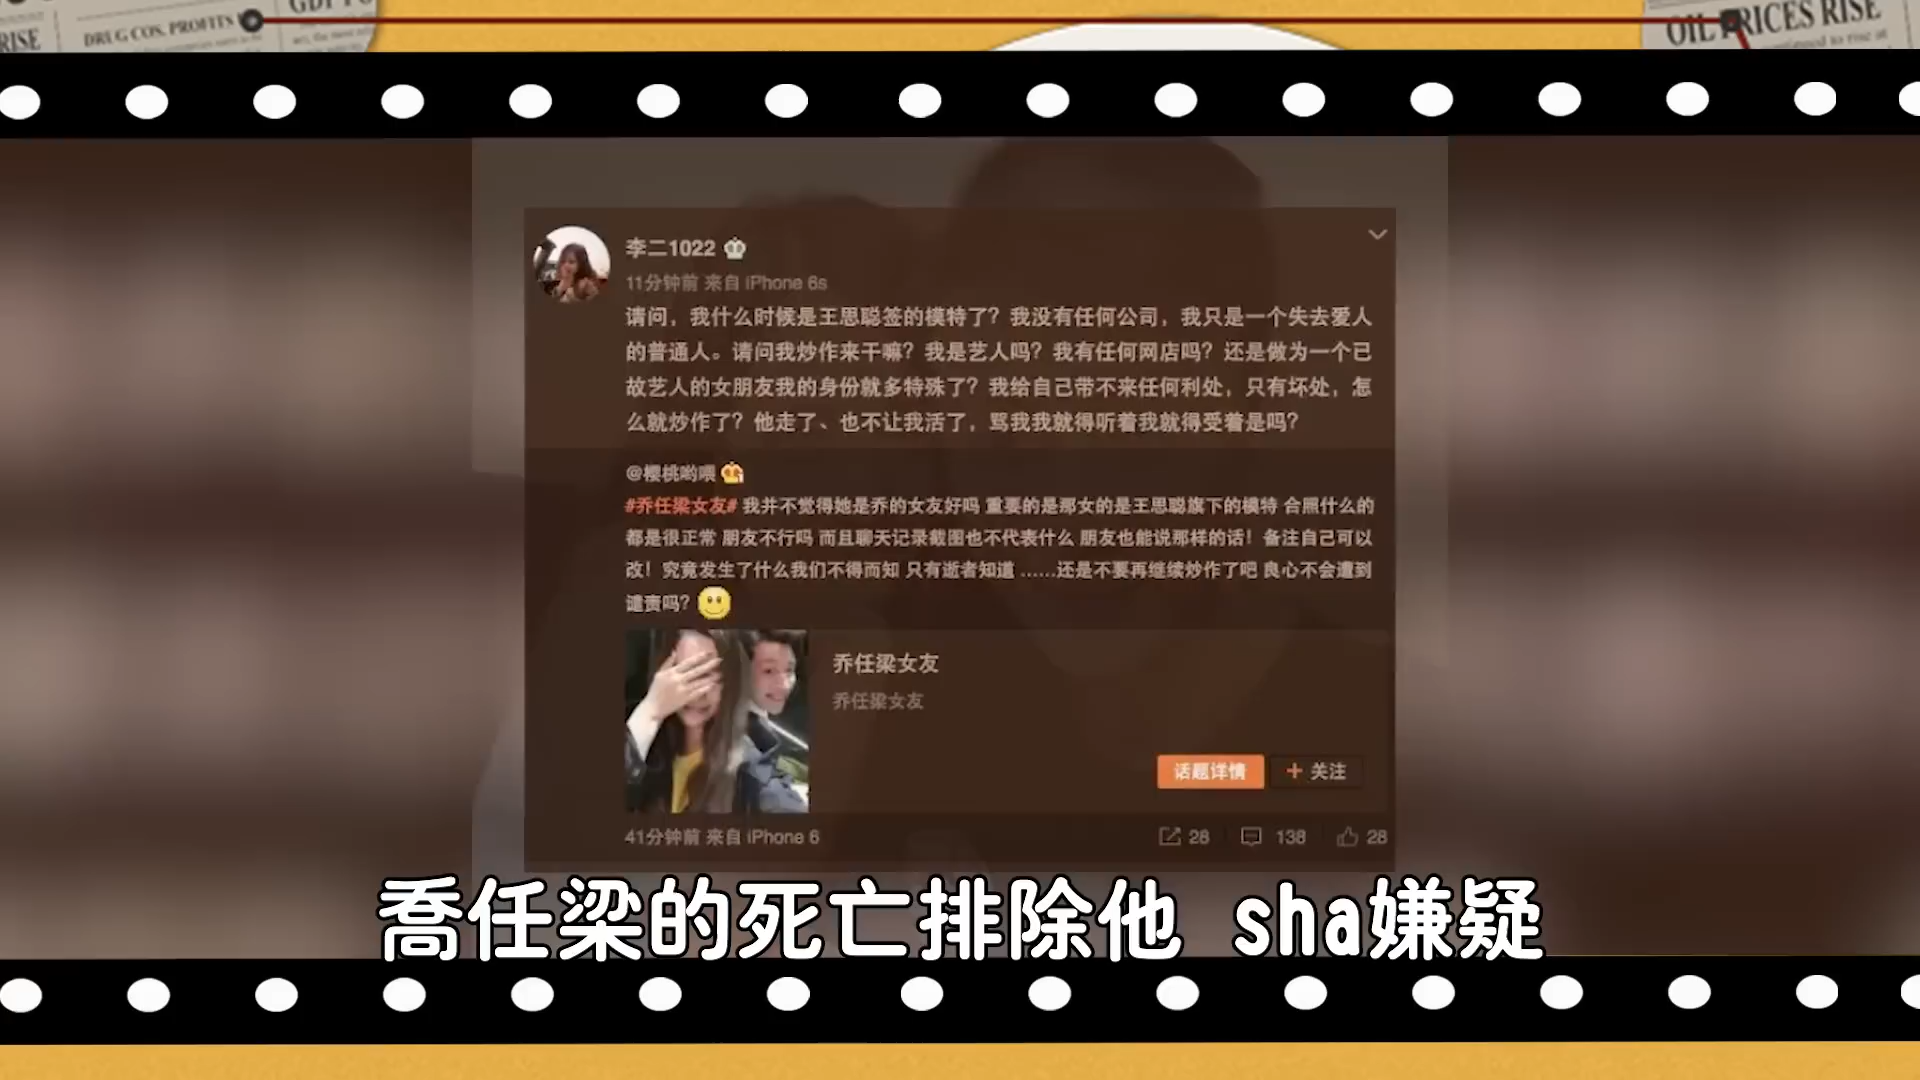 RISE
DRUG COS. PROFITS
OIL PRICES RISE
李二1022
11分钟前 来自 iPhone 6s
请问，我什么时候是王思聪签的模特了？我没有任何公司，我只是一个失去爱人
的普通人。请问我炒作来干嘛？我是艺人吗？我有任何网店吗？还是做为一个已
故艺人的女朋友我的身份就多特殊了？我给自己带不来任何利处，只有坏处，怎
么就炒作了？他走了、也不让我活了，骂我我就得听着我就得受着是吗？
@樱桃哟喂
#乔任梁女友# 我并不觉得她是乔的女友好吗 重要的是那女的是王思聪旗下的模特 合照什么的
都是很正常 朋友不行吗 而且聊天记录截图也不代表什么 朋友也能说那样的话！备注自己可以
改！究竟发生了什么我们不得而知 只有逝者知道 ……还是不要再继续炒作了吧 良心不会遭到
谴责吗？
乔任梁女友
乔任梁女友
话题详情 + 关注
41分钟前 来自 iPhone 6 28 138 28
喬任梁的死亡排除他 sha嫌疑